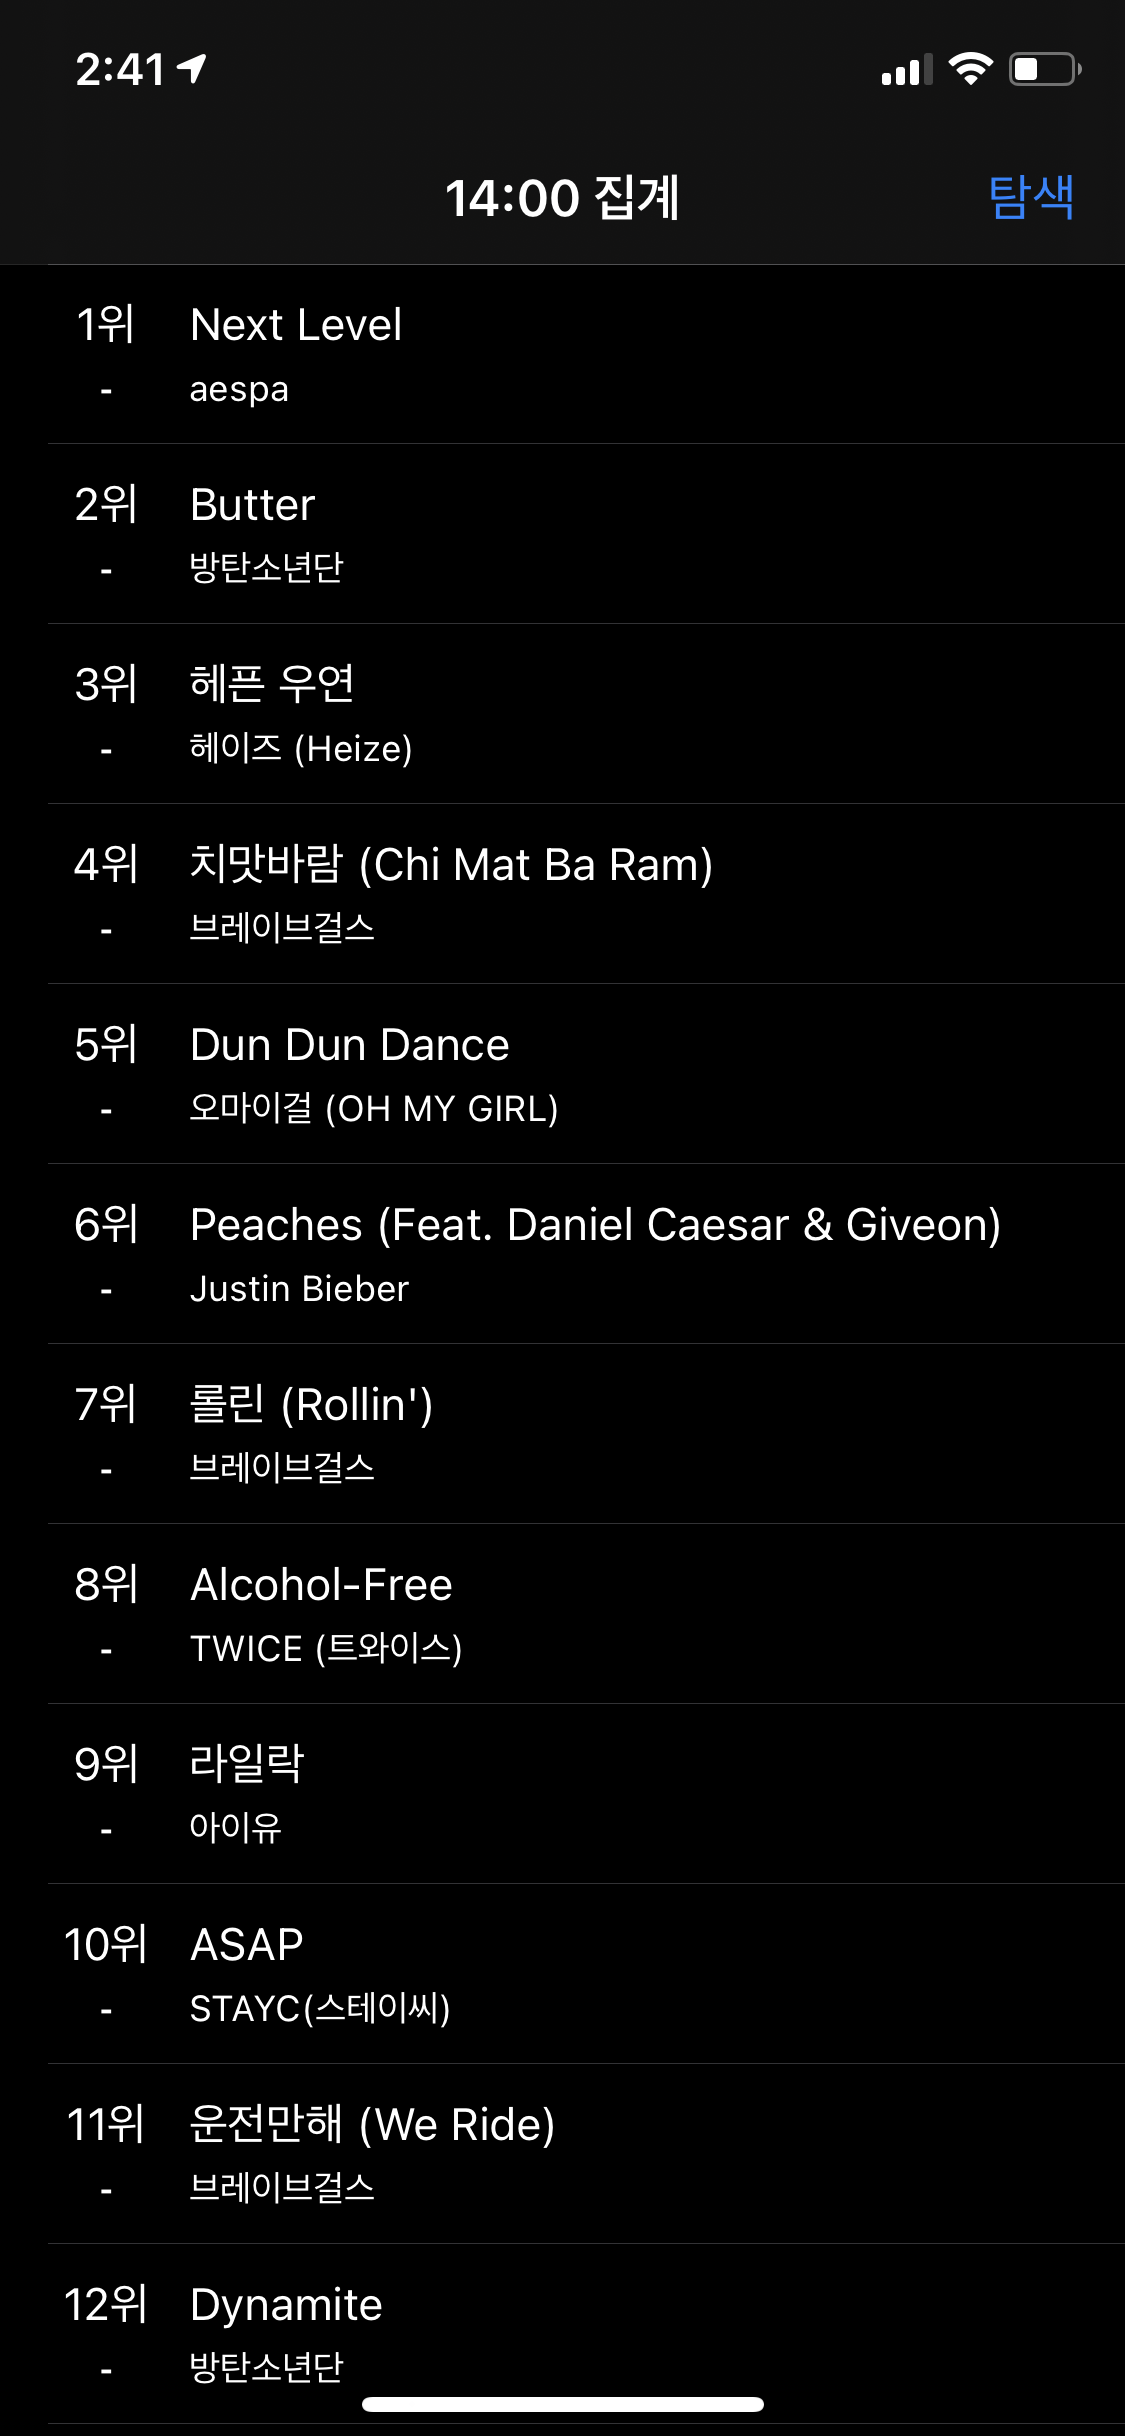 2:41
14:00 집계
탐색
1위 Next Level
- aespa
2위 Butter
- 방탄소년단
3위 헤픈 우연
- 헤이즈 (Heize)
4위 치맛바람 (Chi Mat Ba Ram)
- 브레이브걸스
5위 Dun Dun Dance
- 오마이걸 (OH MY GIRL)
6위 Peaches (Feat. Daniel Caesar & Giveon)
- Justin Bieber
7위 롤린 (Rollin')
- 브레이브걸스
8위 Alcohol-Free
- TWICE (트와이스)
9위 라일락
- 아이유
10위 ASAP
- STAYC(스테이씨)
11위 운전만해 (We Ride)
- 브레이브걸스
12위 Dynamite
- 방탄소년단